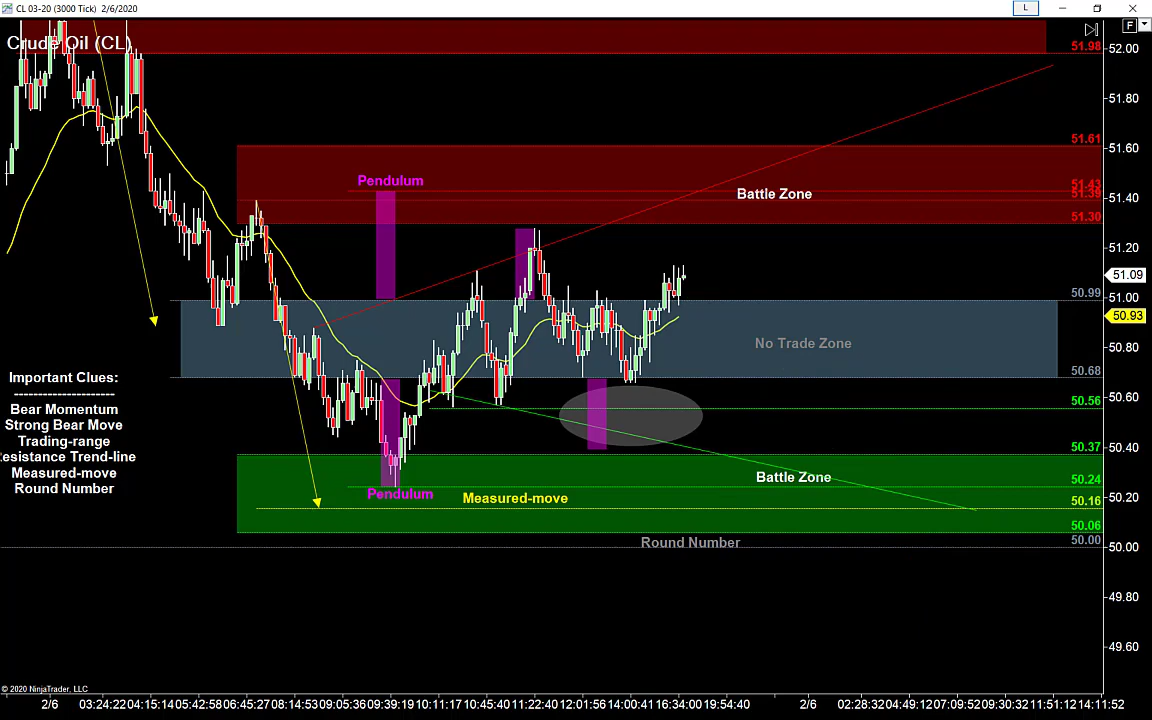 CL 03-20 (3000 Tick) 2/6/2020
L
F
Crude Oil (CL)
52.00
51.98
51.80
51.61
51.60
Pendulum
51.43
Battle Zone
51.39
51.40
51.30
51.20
51.09
50.99
51.00
50.93
No Trade Zone
50.80
50.68
Important Clues:
----------------------
Bear Momentum
Strong Bear Move
Trading-range
esistance Trend-line
Measured-move
Round Number
50.60
50.56
50.40
50.37
Battle Zone
50.24
Pendulum
Measured-move
50.20
50.16
50.06
Round Number
50.00
50.00
49.80
49.60
© 2020 NinjaTrader, LLC
2/6 03:24:22 04:15:14 05:42:58 06:45:27 08:14:53 09:05:36 09:39:19 10:11:17 10:45:40 11:22:40 12:01:56 14:00:41 16:34:00 19:54:40 2/6 02:28:32 04:49:12 07:09:52 09:30:32 11:51:12 14:11:52